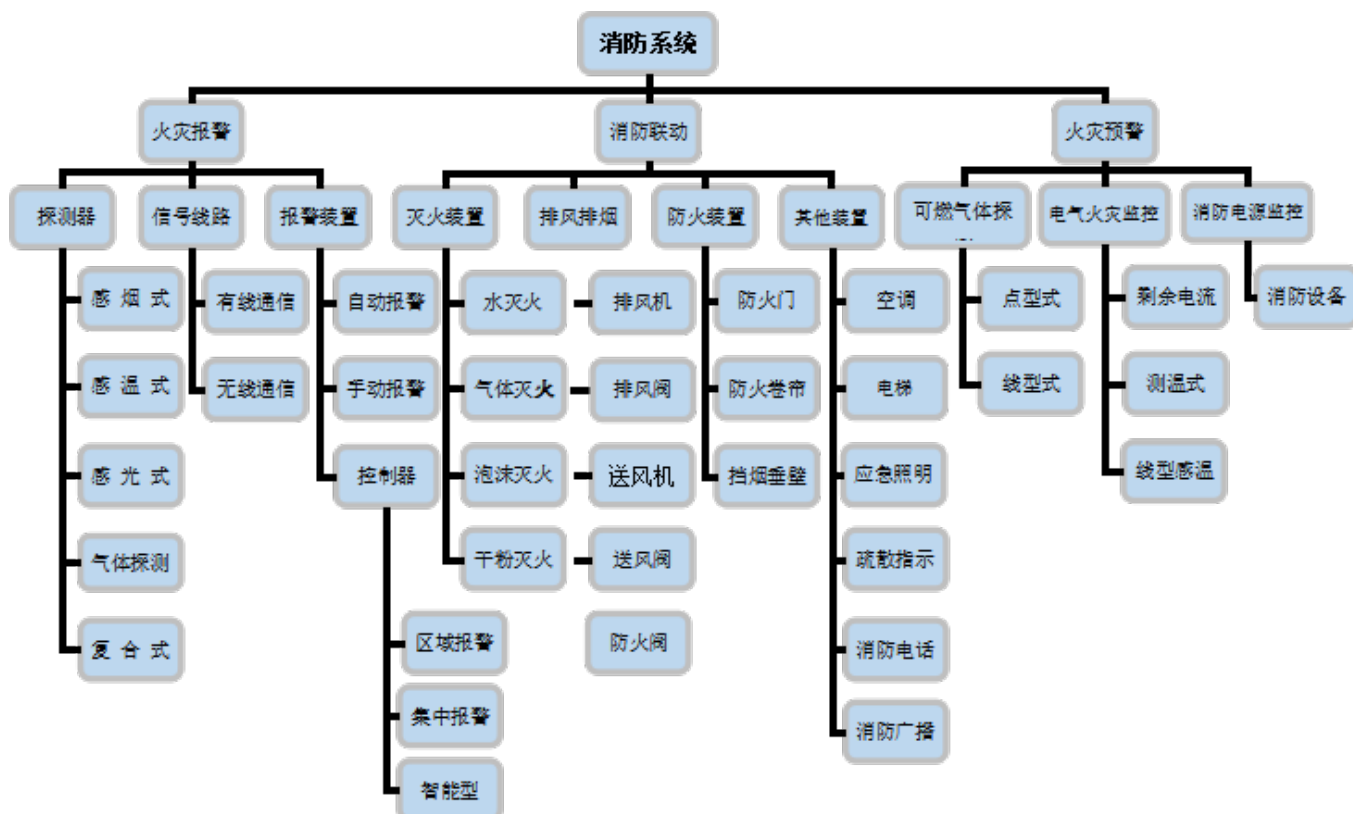 消防系统
火灾报警
消防联动
火灾预警
探测器
信号线路
报警装置
灭火装置
排风排烟
防火装置
其他装置
可燃气体探
电气火灾监控
消防电源监控
感 烟 式
有线通信
自动报警
水灭火
排风机
防火门
空调
点型式
剩余电流
消防设备
感 温 式
无线通信
手动报警
气体灭火
排风阀
防火卷帘
电梯
线型式
测温式
感 光 式
控制器
泡沫灭火
送风机
挡烟垂壁
应急照明
线型感温
气体探测
干粉灭火
送风阀
疏散指示
复 合 式
区域报警
防火阀
消防电话
集中报警
消防广播
智能型